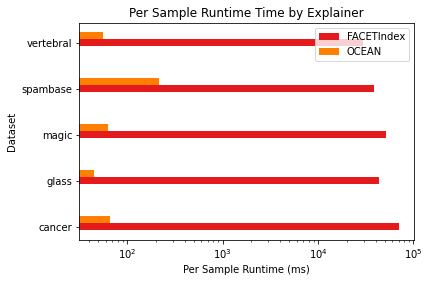 Per Sample Runtime Time by Explainer
FACETIndex
OCEAN
Dataset
vertebral
spambase
magic
glass
cancer
10² 10³ 10⁴ 10⁵
Per Sample Runtime (ms)